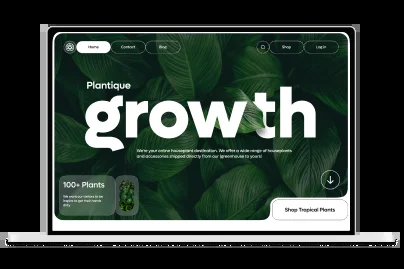 Home
Contact
Blog
Shop
Log In
Plantique
growth
We're your online houseplant destination. We offer a wide range of houseplants
and accessories shipped directly from our (greenhouse to yours)!
100+ Plants
Shop Tropical Plants